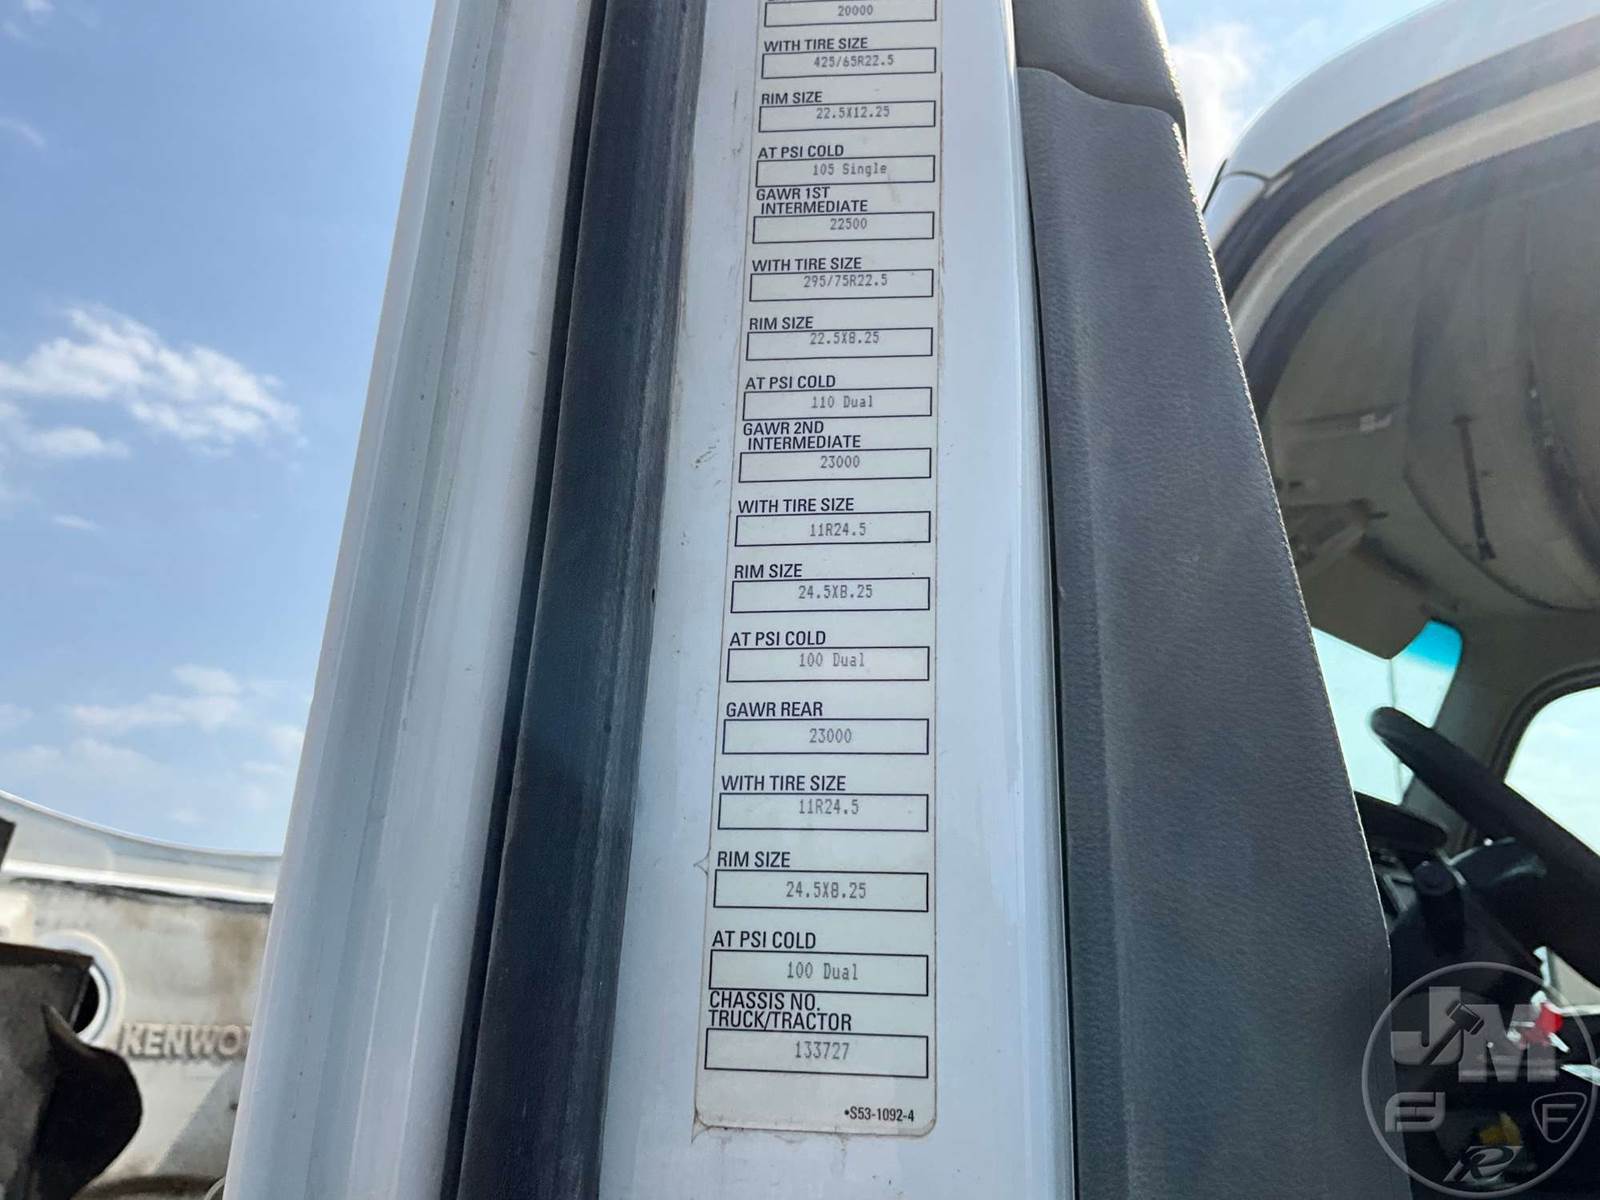 20000
WITH TIRE SIZE
425/65R22.5
RIM SIZE
22.5X12.25
AT PSI COLD
105 Single
GAWR 1ST
INTERMEDIATE
22500
WITH TIRE SIZE
295/75R22.5
RIM SIZE
22.5X8.25
AT PSI COLD
110 Dual
GAWR 2ND
INTERMEDIATE
23000
WITH TIRE SIZE
11R24.5
RIM SIZE
24.5X8.25
AT PSI COLD
100 Dual
GAWR REAR
23000
WITH TIRE SIZE
11R24.5
RIM SIZE
24.5X8.25
AT PSI COLD
100 Dual
CHASSIS NO.
TRUCK/TRACTOR
133727
•S53-1092-4
KENWO
JM
F